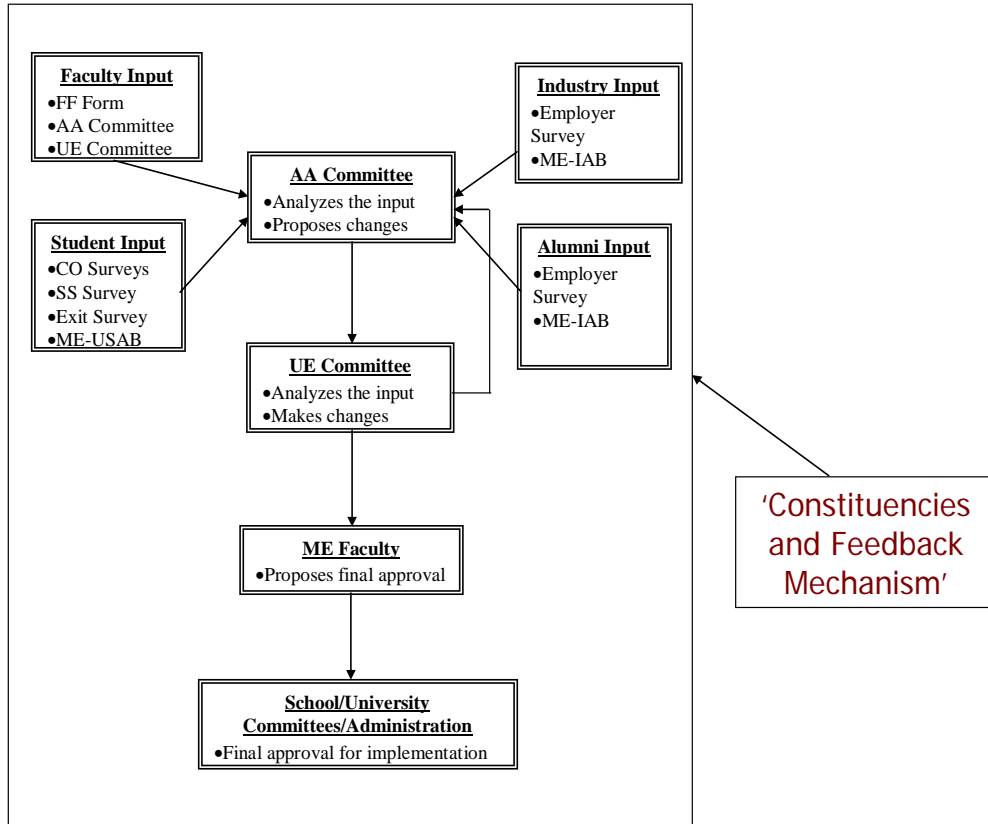 Faculty Input
•FF Form
•AA Committee
•UE Committee
Industry Input
•Employer
Survey
•ME-IAB
AA Committee
•Analyzes the input
•Proposes changes
Student Input
•CO Surveys
•SS Survey
•Exit Survey
•ME-USAB
Alumni Input
•Employer
Survey
•ME-IAB
UE Committee
•Analyzes the input
•Makes changes
'Constituencies
and Feedback
Mechanism'
ME Faculty
•Proposes final approval
School/University
Committees/Administration
•Final approval for implementation